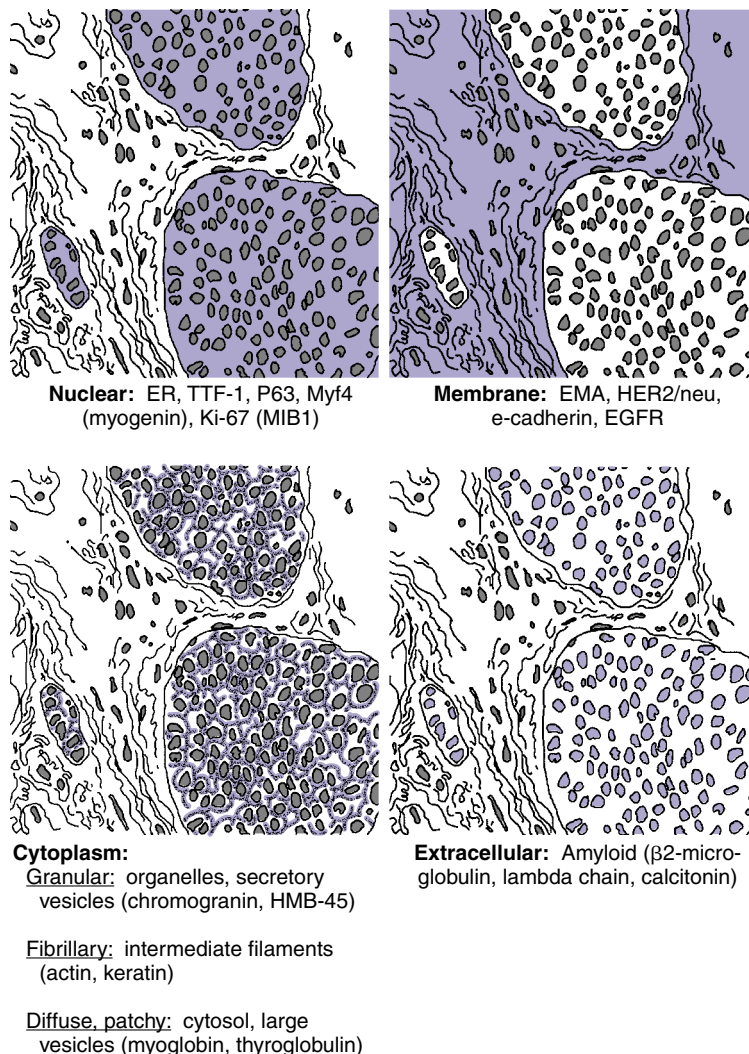 Nuclear: ER, TTF-1, P63, Myf4
(myogenin), Ki-67 (MIB1)
Membrane: EMA, HER2/neu,
e-cadherin, EGFR
Cytoplasm:
Granular: organelles, secretory
vesicles (chromogranin, HMB-45)
Fibrillary: intermediate filaments
(actin, keratin)
Diffuse, patchy: cytosol, large
vesicles (myoglobin, thyroglobulin)
Extracellular: Amyloid (β2-micro-
globulin, lambda chain, calcitonin)